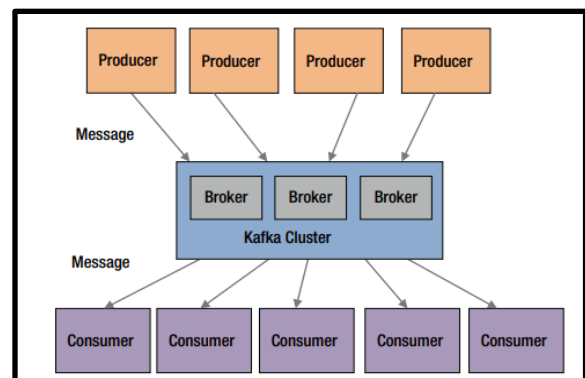 Producer Producer Producer Producer
Message
Broker Broker Broker
Kafka Cluster
Message
Consumer Consumer Consumer Consumer Consumer